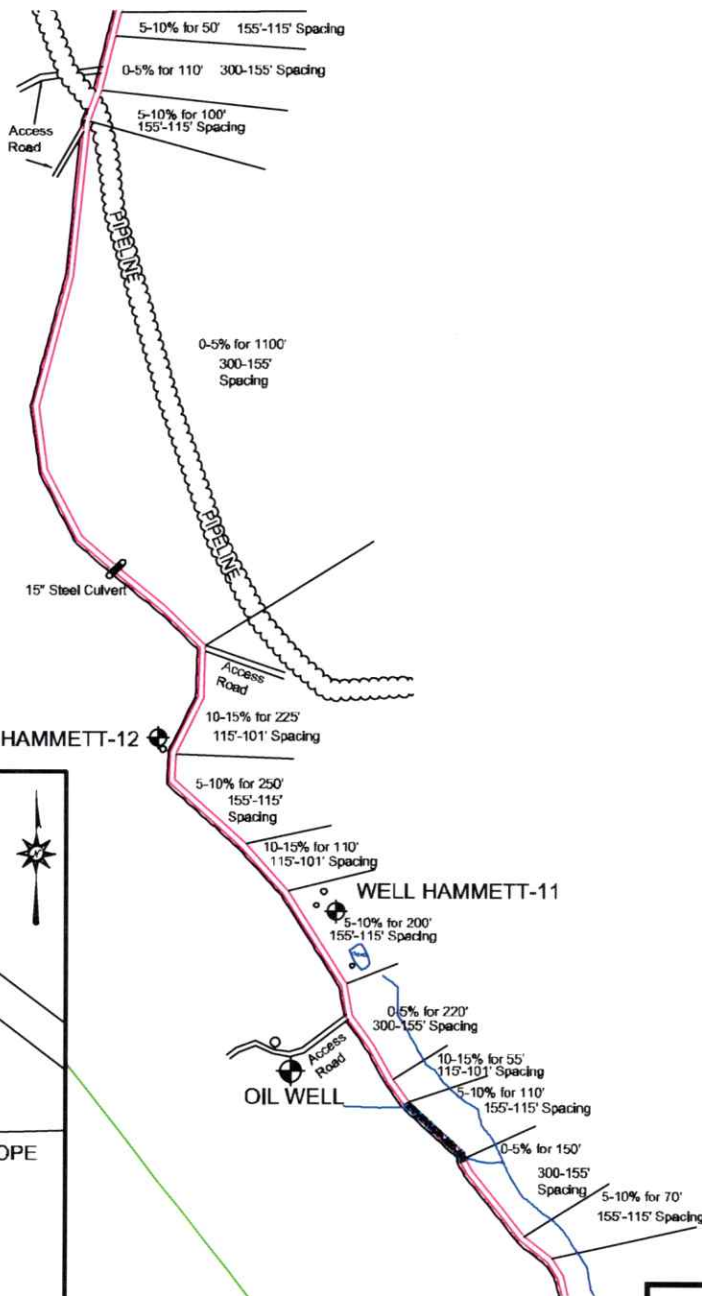 5-10% for 50' 155'-115' Spacing
0-5% for 110' 300-155' Spacing
5-10% for 100'
155'-115' Spacing
Access
Road
PIPELINE
0-5% for 1100'
300-155'
Spacing
PIPELINE
15" Steel Culvert
Access
Road
10-15% for 225'
115'-101' Spacing
HAMMETT-12
5-10% for 250'
155'-115'
Spacing
10-15% for 110'
115'-101' Spacing
N
WELL HAMMETT-11
5-10% for 200'
155'-115' Spacing
0-5% for 220'
300-155' Spacing
Access
Road
10-15% for 55'
115'-101' Spacing
OIL WELL
5-10% for 110'
155'-115' Spacing
0-5% for 150'
300-155'
Spacing
OPE
5-10% for 70'
155'-115' Spacing